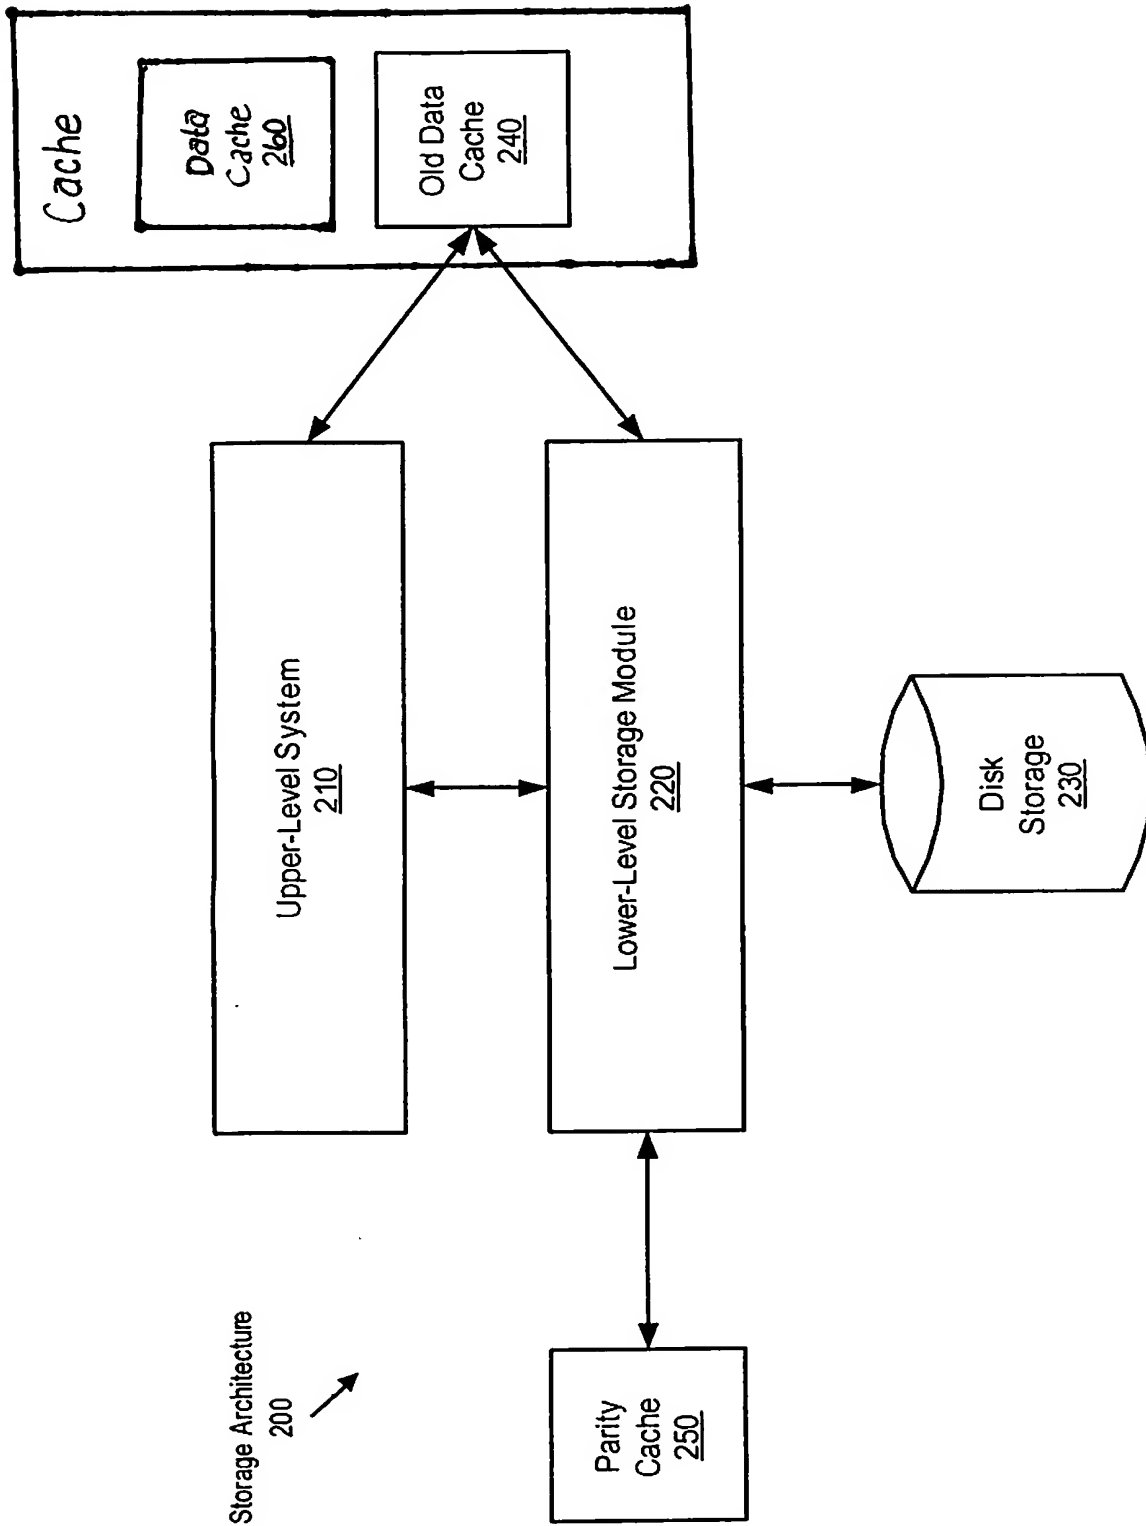 Storage Architecture
200
Upper-Level System
210
Cache
Data
Cache
260
Old Data
Cache
240
Parity
Cache
250
Lower-Level Storage Module
220
Disk
Storage
230